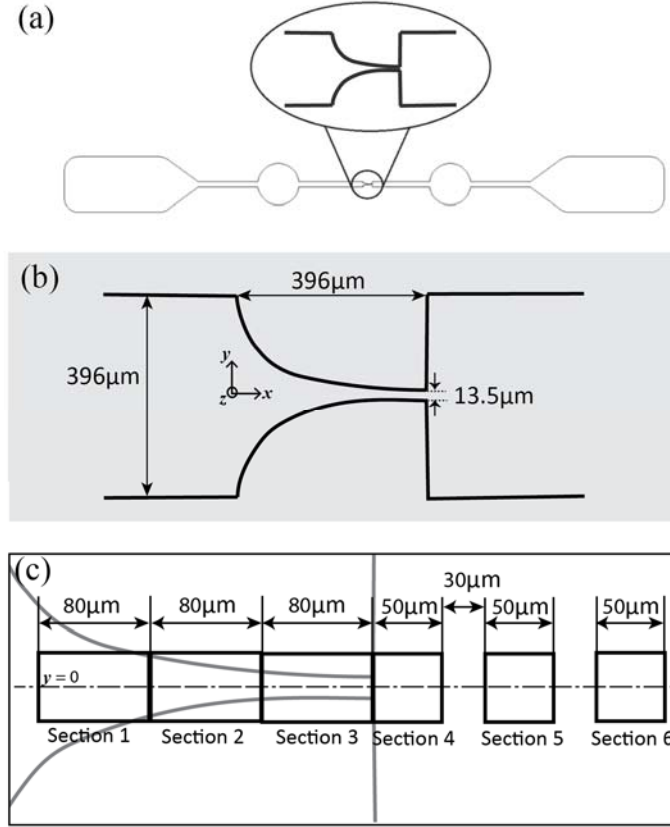 (a)
(b)
396μm
396μm
y
z
x
13.5μm
(c)
30μm
80μm
80μm
80μm
50μm
50μm
50μm
y = 0
Section 1
Section 2
Section 3
Section 4
Section 5
Section 6